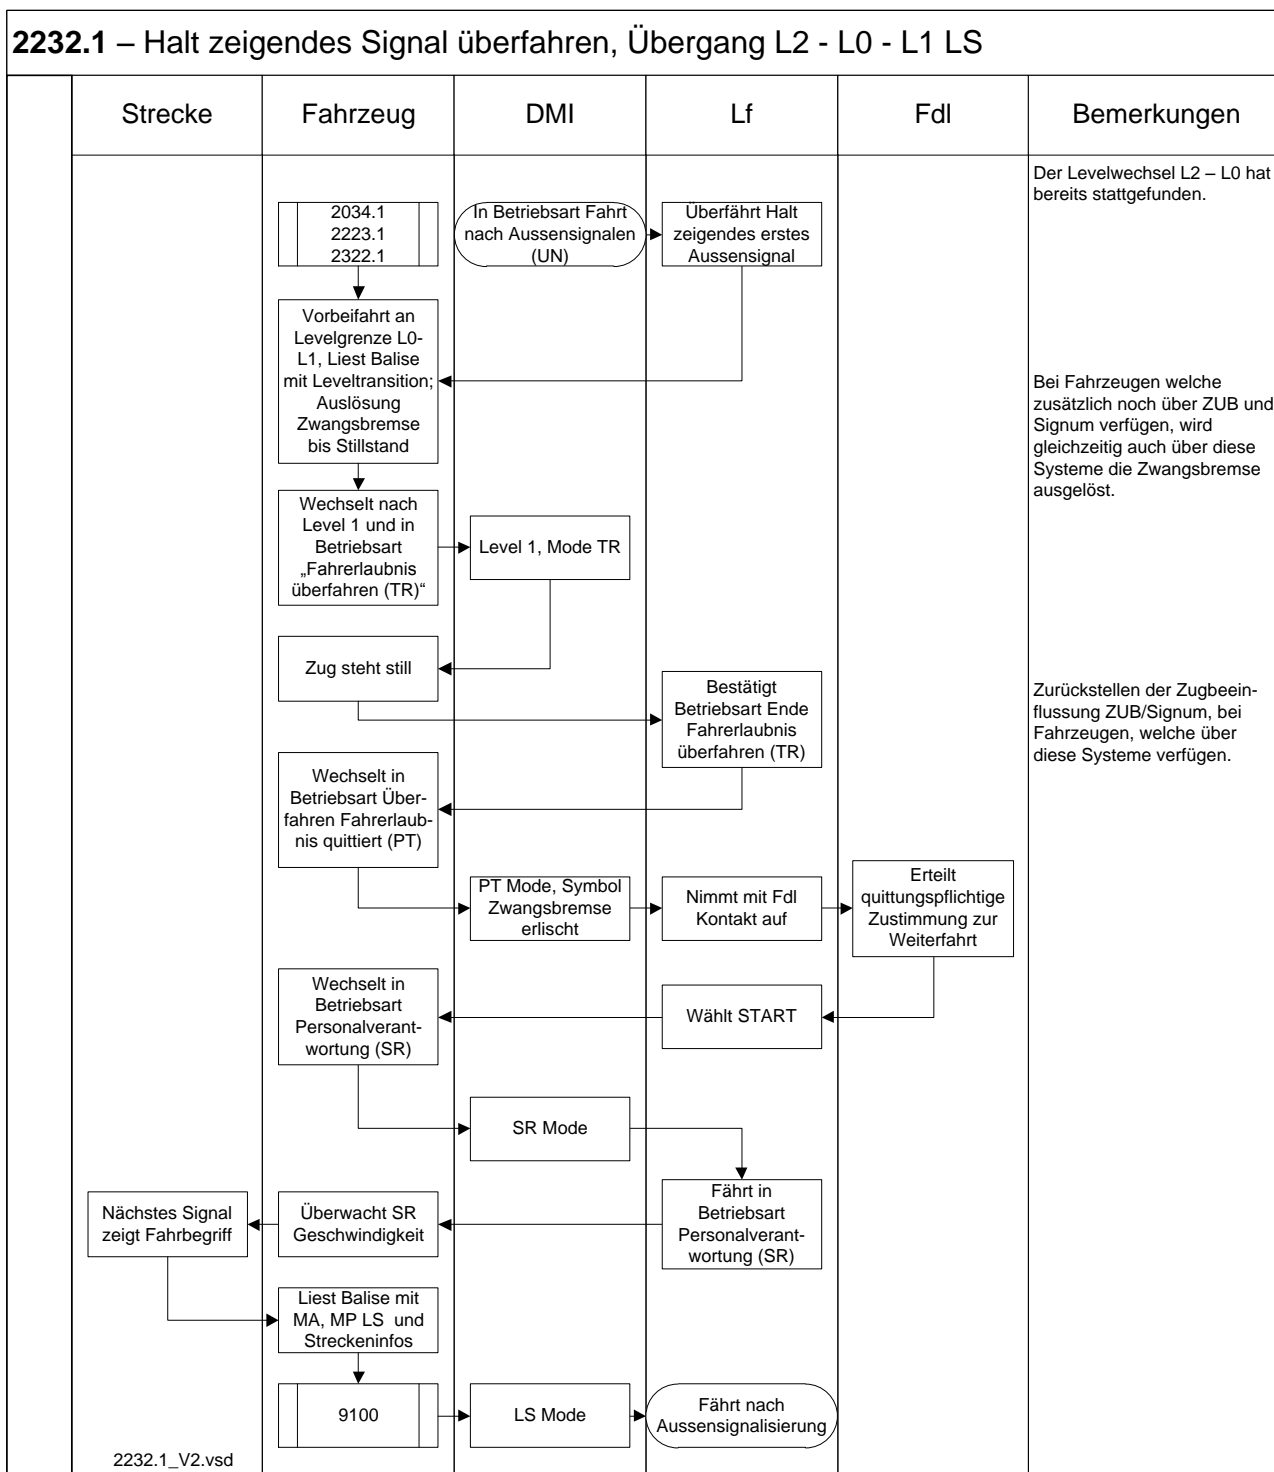 2232.1 – Halt zeigendes Signal überfahren, Übergang L2 - L0 - L1 LS
Strecke
Fahrzeug
DMI
Lf
Fdl
Bemerkungen
Der Levelwechsel L2 – L0 hat
bereits stattgefunden.
2034.1
2223.1
2322.1
In Betriebsart Fahrt
nach Aussensignalen
(UN)
Überfährt Halt
zeigendes erstes
Aussensignal
Vorbeifahrt an
Levelgrenze L0-
L1, Liest Balise
mit Leveltransition;
Auslösung
Zwangsbremse
bis Stillstand
Bei Fahrzeugen welche
zusätzlich noch über ZUB und
Signum verfügen, wird
gleichzeitig auch über diese
Systeme die Zwangsbremse
ausgelöst.
Wechselt nach
Level 1 und in
Betriebsart
„Fahrerlaubnis
überfahren (TR)“
Level 1, Mode TR
Zug steht still
Bestätigt
Betriebsart Ende
Fahrerlaubnis
überfahren (TR)
Zurückstellen der Zugbeein-
flussung ZUB/Signum, bei
Fahrzeugen, welche über
diese Systeme verfügen.
Wechselt in
Betriebsart Über-
fahren Fahrerlaub-
nis quittiert (PT)
PT Mode, Symbol
Zwangsbremse
erlischt
Nimmt mit Fdl
Kontakt auf
Erteilt
quittungspflichtige
Zustimmung zur
Weiterfahrt
Wechselt in
Betriebsart
Personalverant-
wortung (SR)
Wählt START
SR Mode
Fährt in
Betriebsart
Personalverant-
wortung (SR)
Überwacht SR
Geschwindigkeit
Nächstes Signal
zeigt Fahrbegriff
Liest Balise mit
MA, MP LS und
Streckeninfos
9100
LS Mode
Fährt nach
Aussensignalisierung
2232.1_V2.vsd